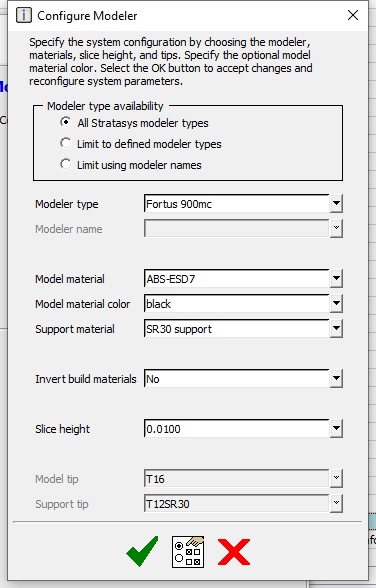 Configure Modeler
Specify the system configuration by choosing the modeler,
materials, slice height, and tips. Specify the optional model
material color. Select the OK button to accept changes and
reconfigure system parameters.
Modeler type availability
All Stratasys modeler types
Limit to defined modeler types
Limit using modeler names
Modeler type Fortus 900mc
Modeler name
Model material ABS-ESD7
Model material color black
Support material SR30 support
Invert build materials No
Slice height 0.0100
Model tip T16
Support tip T12SR30